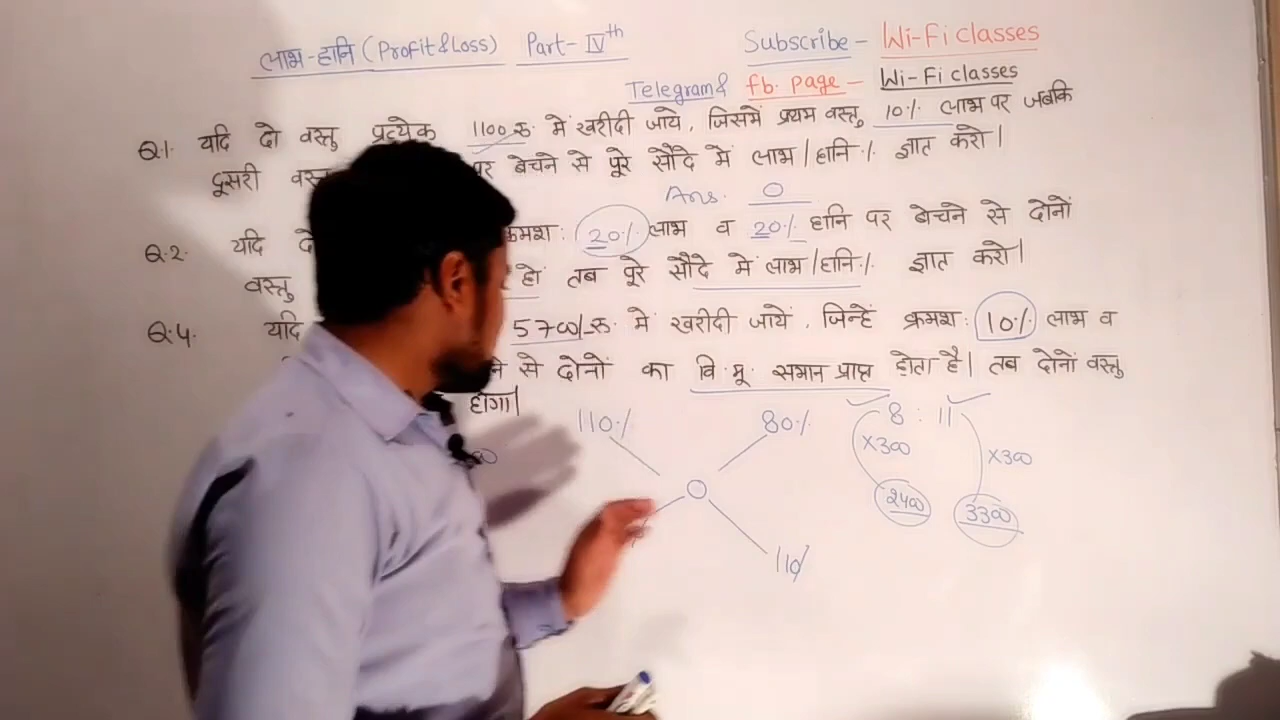 लाभ-हानि (Profit&Loss) Part- IVth
Subscribe - Wi-Fi classes
Telegram & fb. page - Wi-Fi classes
Q.1. यदि दो वस्तु प्रत्येक 1100 रु. में खरीदी जाये, जिसमें प्रथम वस्तु 10% लाभ पर जबकि
दूसरी पर बेचने से पूरे सौदे में लाभ/हानि% ज्ञात करो।
Ans. 0
Q.2. यदि क्रमश: 20% लाभ व 20% हानि पर बेचने से दोनों
वस्तु हो तब पूरे सौदे में लाभ/हानि% ज्ञात करो।
Q.4. यदि 5700/-रु. में खरीदी जायें, जिन्हें क्रमश: 10% लाभ व
ने से दोनों का वि.मू. समान प्राप्त होता है। तब दोनों वस्तु
होगा।
110% 80% 8 : 11
×300 ×300
0
2400 3300
110